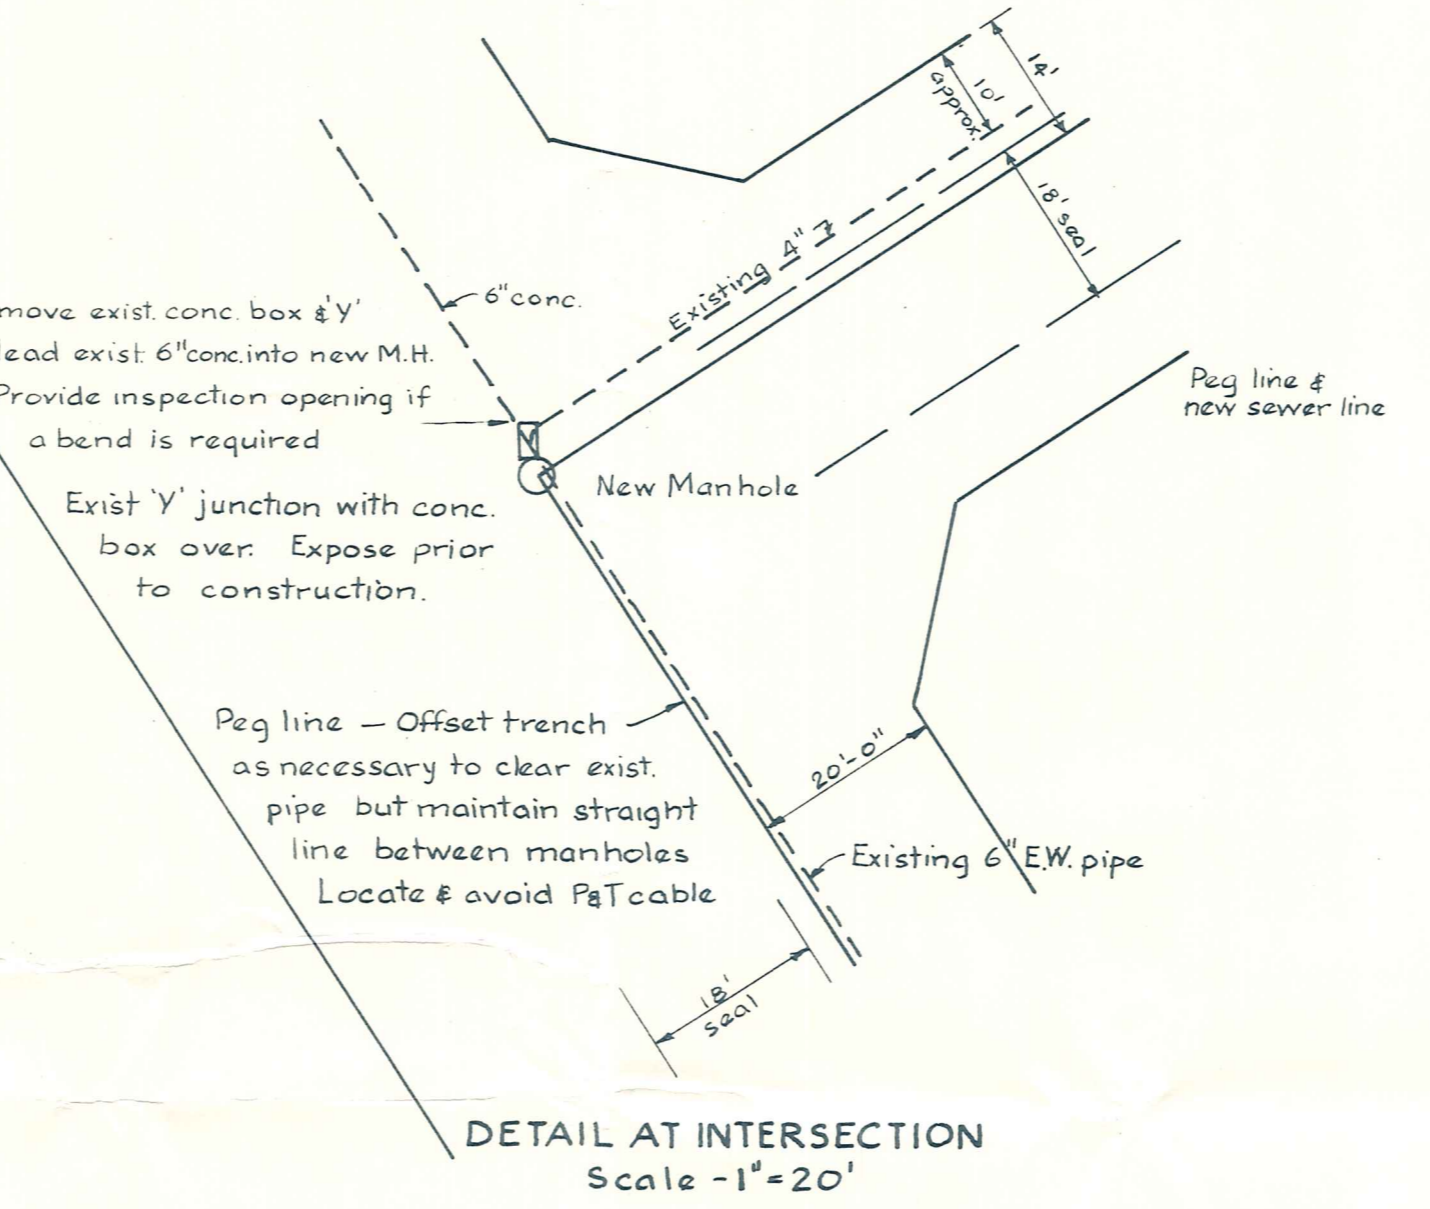 14'
10'
approx.
18' seal
Existing 4" ?
6" conc.
move exist. conc. box & 'Y'
lead exist. 6" conc. into new M.H.
Provide inspection opening if
a bend is required
Peg line &
new sewer line
New Manhole
Exist 'Y' junction with conc.
box over. Expose prior
to construction.
Peg line — Offset trench
as necessary to clear exist.
pipe but maintain straight
line between manholes
Locate & avoid P&T cable
20'-0"
Existing 6" E.W. pipe
18'
seal
DETAIL AT INTERSECTION
Scale - 1" = 20'